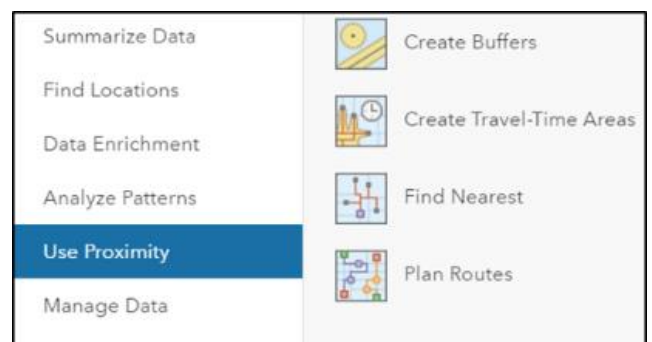 Summarize Data
Find Locations
Data Enrichment
Analyze Patterns
Use Proximity
Manage Data
Create Buffers
Create Travel-Time Areas
Find Nearest
Plan Routes